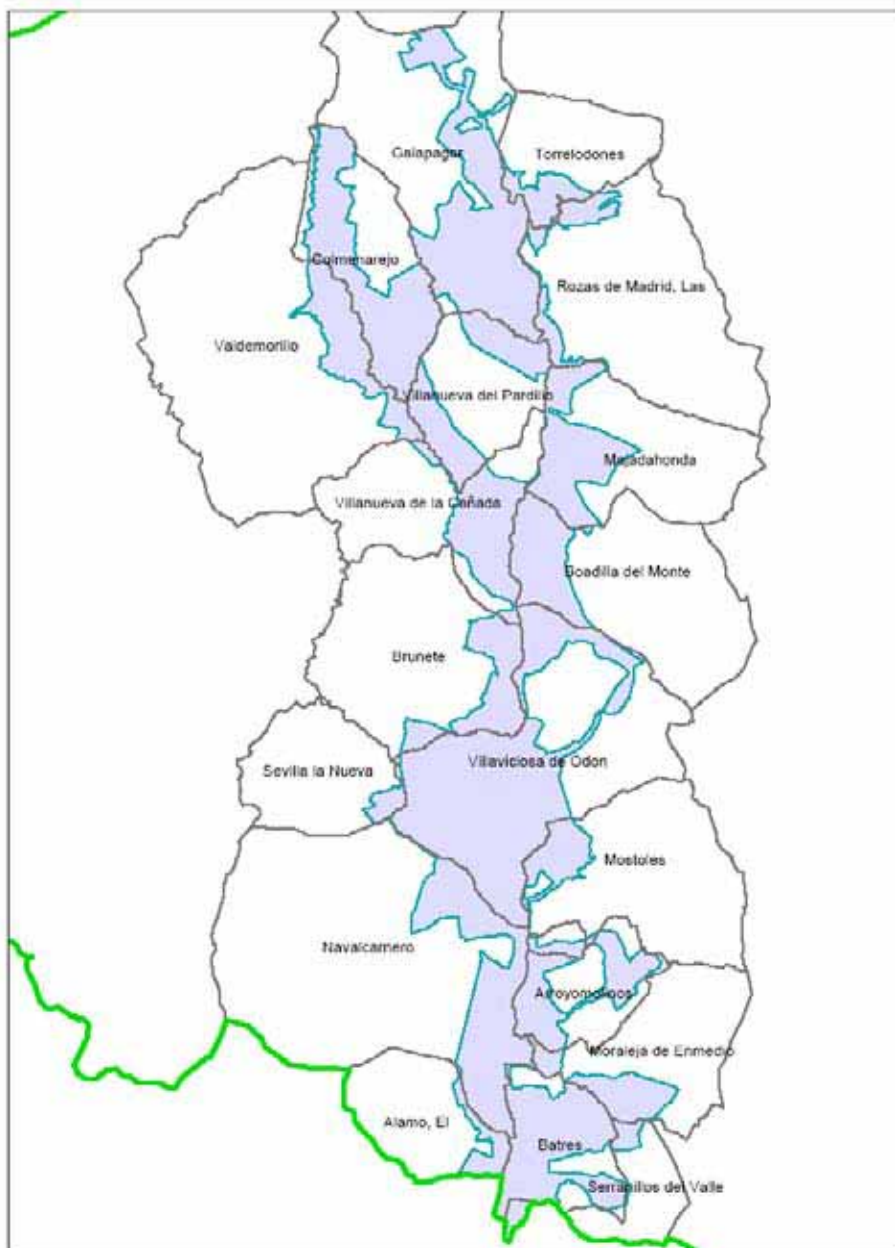 Galapagar
Torrelodones
Colmenarejo
Rozas de Madrid, Las
Valdemorillo
Villanueva del Pardillo
Majadahonda
Villanueva de la Cañada
Boadilla del Monte
Brunete
Villaviciosa de Odon
Sevilla la Nueva
Mostoles
Navalcarnero
Arroyomolinos
Moraleja de Enmedio
Alamo, El
Batres
Serranillos del Valle